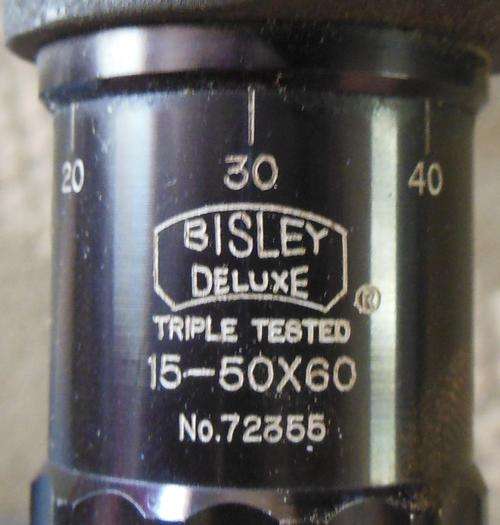 20 30 40
BISLEY
DELUXE ®
TRIPLE TESTED
15-50X60
No.72355